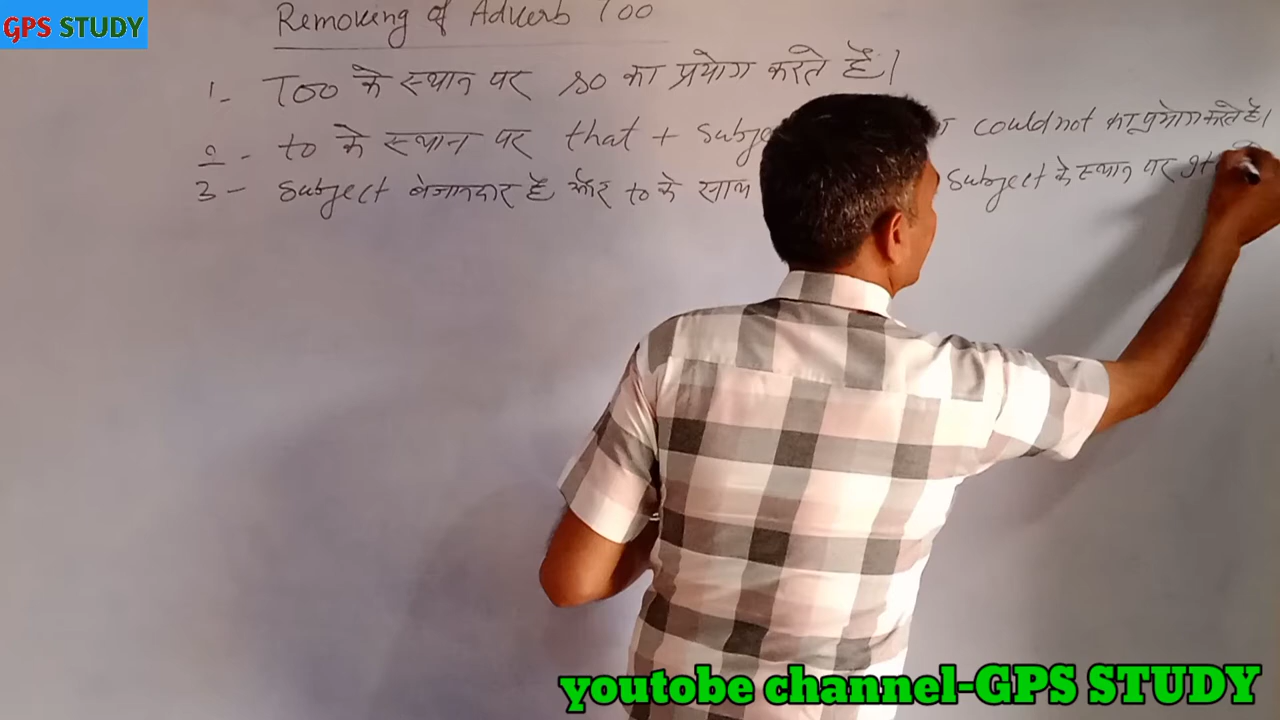 GPS STUDY
Removing of Adverb Too
1- Too के स्थान पर so का प्रयोग करते हैं।
2- to के स्थान पर that + Subje could not का प्रयोग करते है।
3- Subject बेजानदार है और to के साथ Subject के स्थान पर
youtobe channel-GPS STUDY